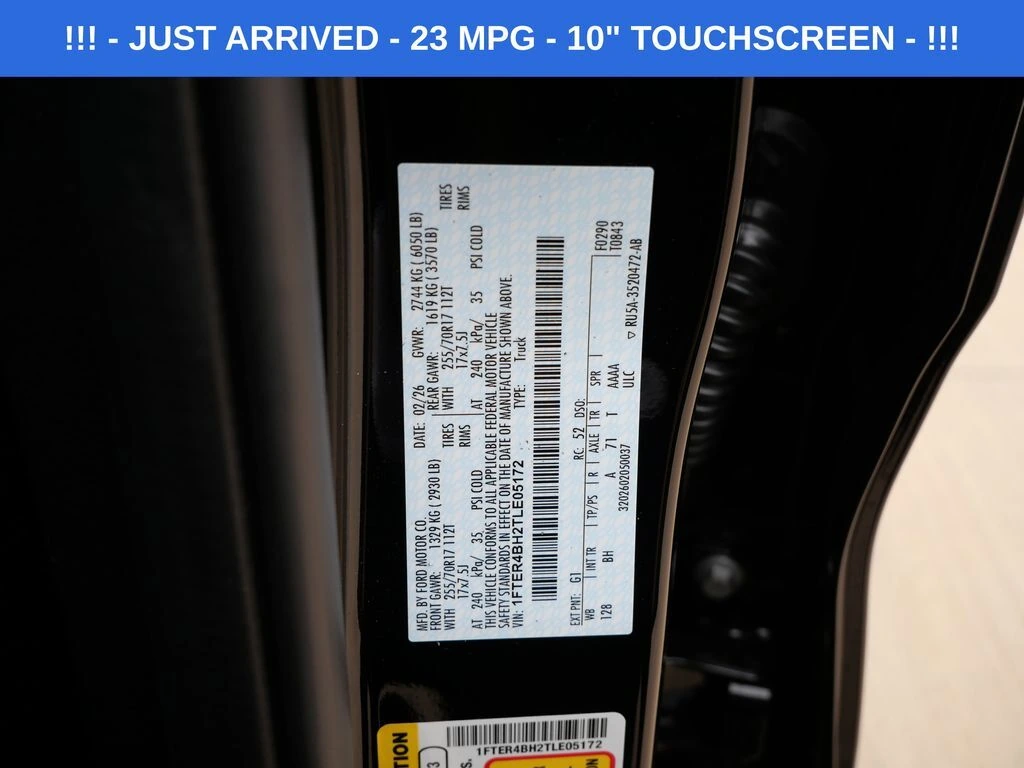 !!! - JUST ARRIVED - 23 MPG - 10" TOUCHSCREEN - !!!
MFD. BY FORD MOTOR CO. DATE: 02/26 GVWR: 2744 KG ( 6050 LB)
FRONT GAWR: 1329 KG ( 2930 LB) REAR GAWR: 1619 KG ( 3570 LB)
WITH 255/70R17 112T TIRES WITH 255/70R17 112T TIRES
17x7.5J RIMS 17x7.5J RIMS
AT 240 kPa/ 35 PSI COLD AT 240 kPa/ 35 PSI COLD
THIS VEHICLE CONFORMS TO ALL APPLICABLE FEDERAL MOTOR VEHICLE
SAFETY STANDARDS IN EFFECT ON THE DATE OF MANUFACTURE SHOWN ABOVE.
VIN: 1FTER4BH2TLE05172 TYPE: Truck
EXT PNT: G1 RC: 52 DSO: F0290
WB INT TR TP/PS R AXLE TR SPR T0843
128 BH A 71 T AAAA
3202602050037 ULC ▽ RU5A-3520472-AB
1FTER4BH2TLE05172